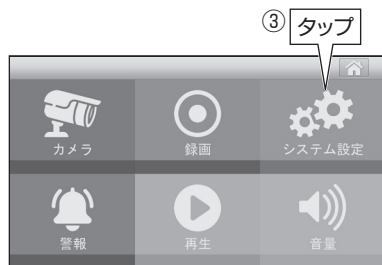 ③ タップ
カメラ
録画
システム設定
警報
再生
音量